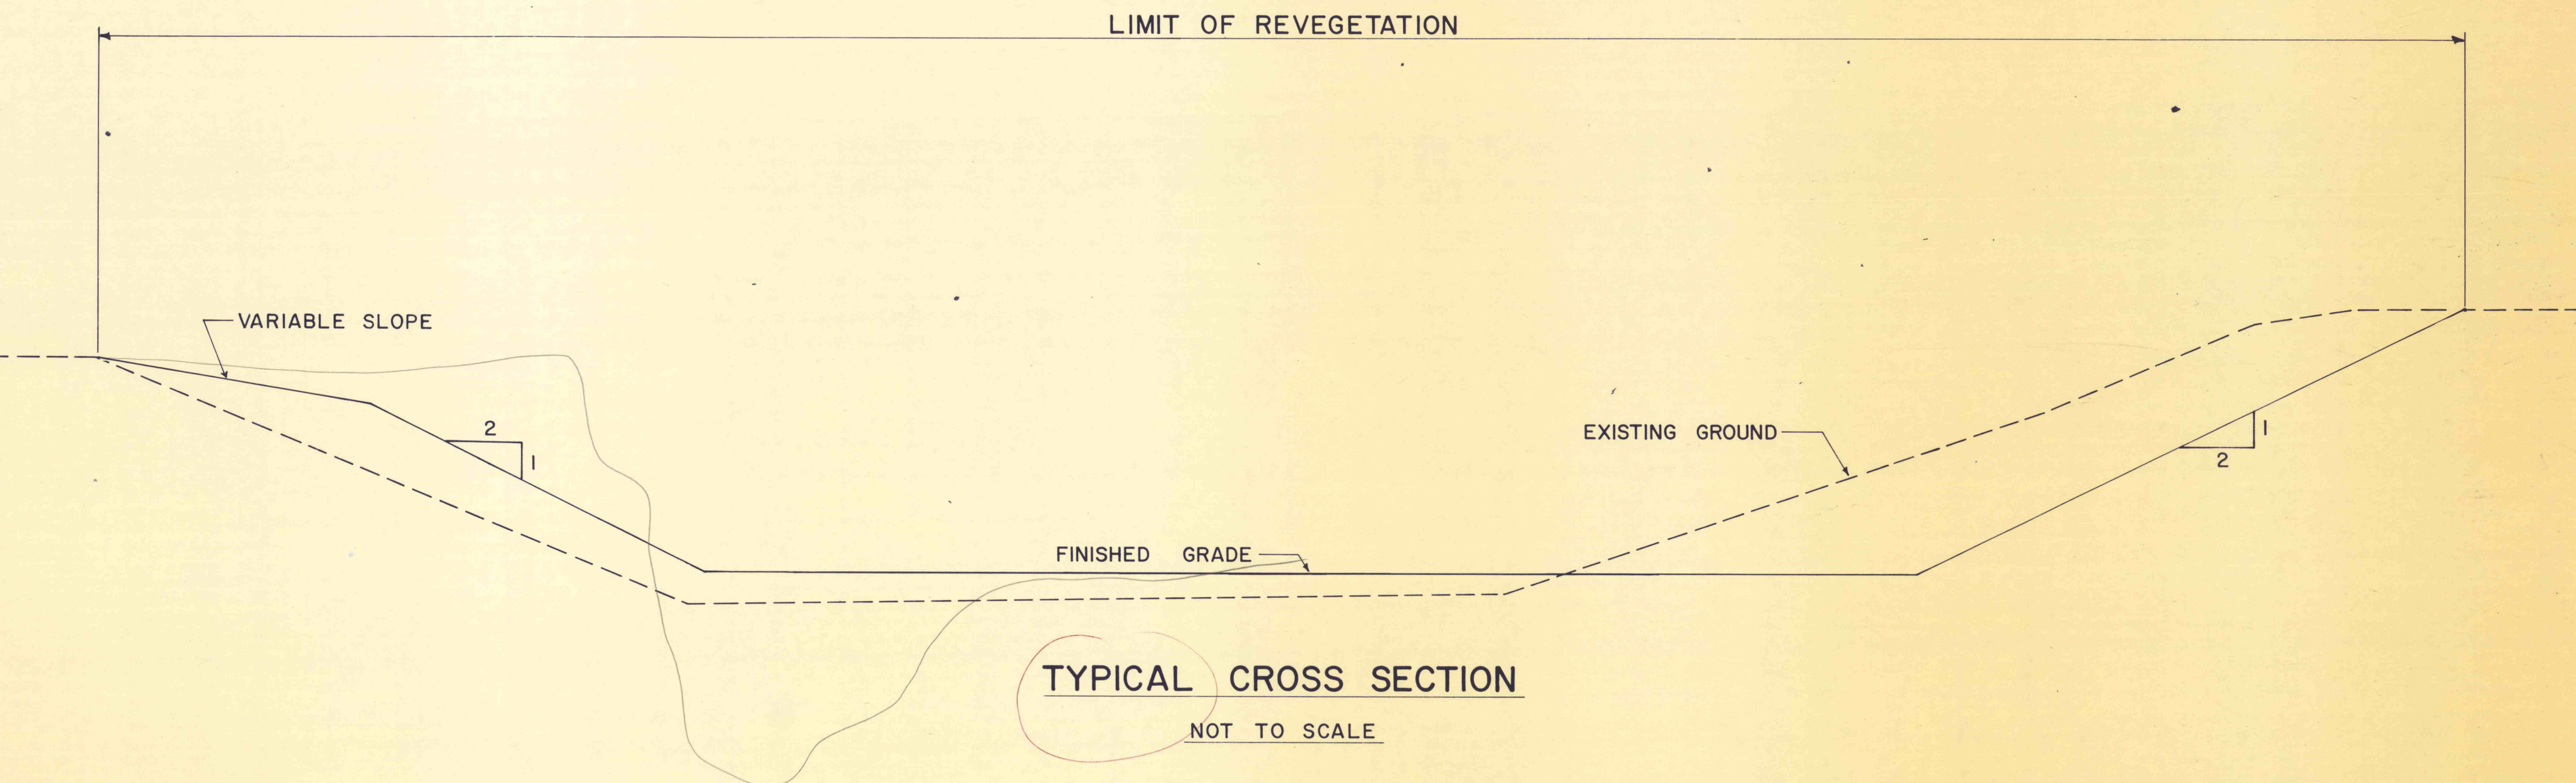 LIMIT OF REVEGETATION
VARIABLE SLOPE
2
1
EXISTING GROUND
1
2
FINISHED GRADE
TYPICAL CROSS SECTION
NOT TO SCALE